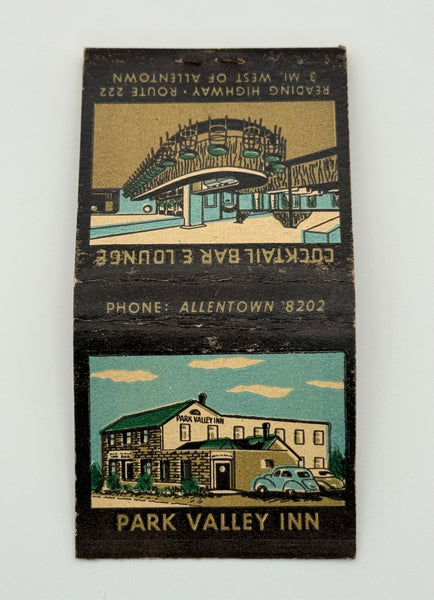 READING HIGHWAY • ROUTE 222
3 MI. WEST OF ALLENTOWN
COCKTAIL BAR & LOUNGE
PHONE: ALLENTOWN 8202
PARK VALLEY INN
PARK VALLEY INN